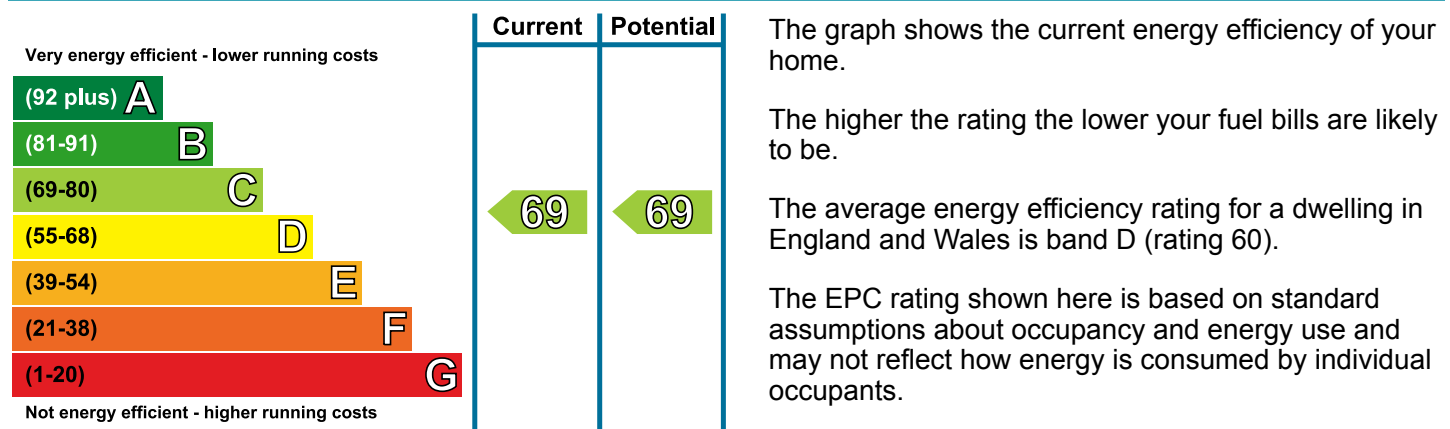 Current Potential
Very energy efficient - lower running costs
(92 plus) A
(81-91) B
(69-80) C
(55-68) D
(39-54) E
(21-38) F
(1-20) G
Not energy efficient - higher running costs
69 69
The graph shows the current energy efficiency of your
home.
The higher the rating the lower your fuel bills are likely
to be.
The average energy efficiency rating for a dwelling in
England and Wales is band D (rating 60).
The EPC rating shown here is based on standard
assumptions about occupancy and energy use and
may not reflect how energy is consumed by individual
occupants.